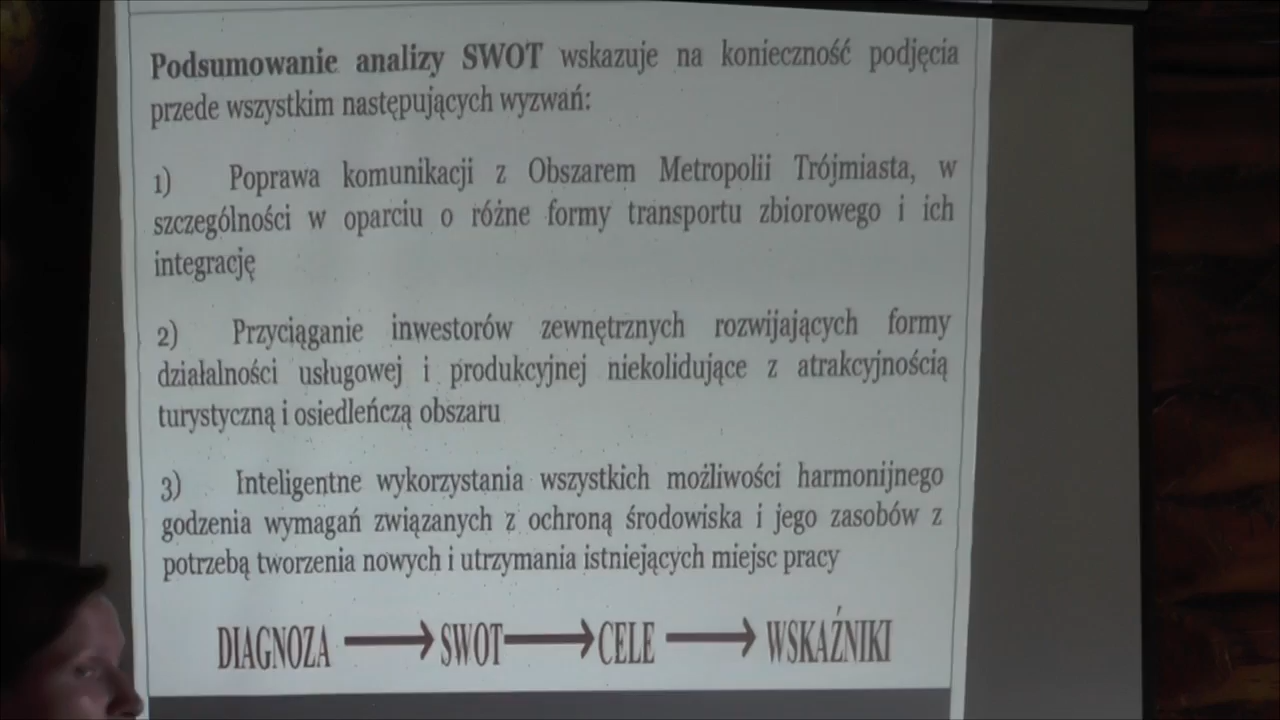 Podsumowanie analizy SWOT wskazuje na konieczność podjęcia
przede wszystkim następujących wyzwań:
1) Poprawa komunikacji z Obszarem Metropolii Trójmiasta, w
szczególności w oparciu o różne formy transportu zbiorowego i ich
integrację
2) Przyciąganie inwestorów zewnętrznych rozwijających formy
działalności usługowej i produkcyjnej niekolidujące z atrakcyjnością
turystyczną i osiedleńczą obszaru
3) Inteligentne wykorzystania wszystkich możliwości harmonijnego
godzenia wymagań związanych z ochroną środowiska i jego zasobów z
potrzebą tworzenia nowych i utrzymania istniejących miejsc pracy
DIAGNOZA → SWOT → CELE → WSKAŹNIKI